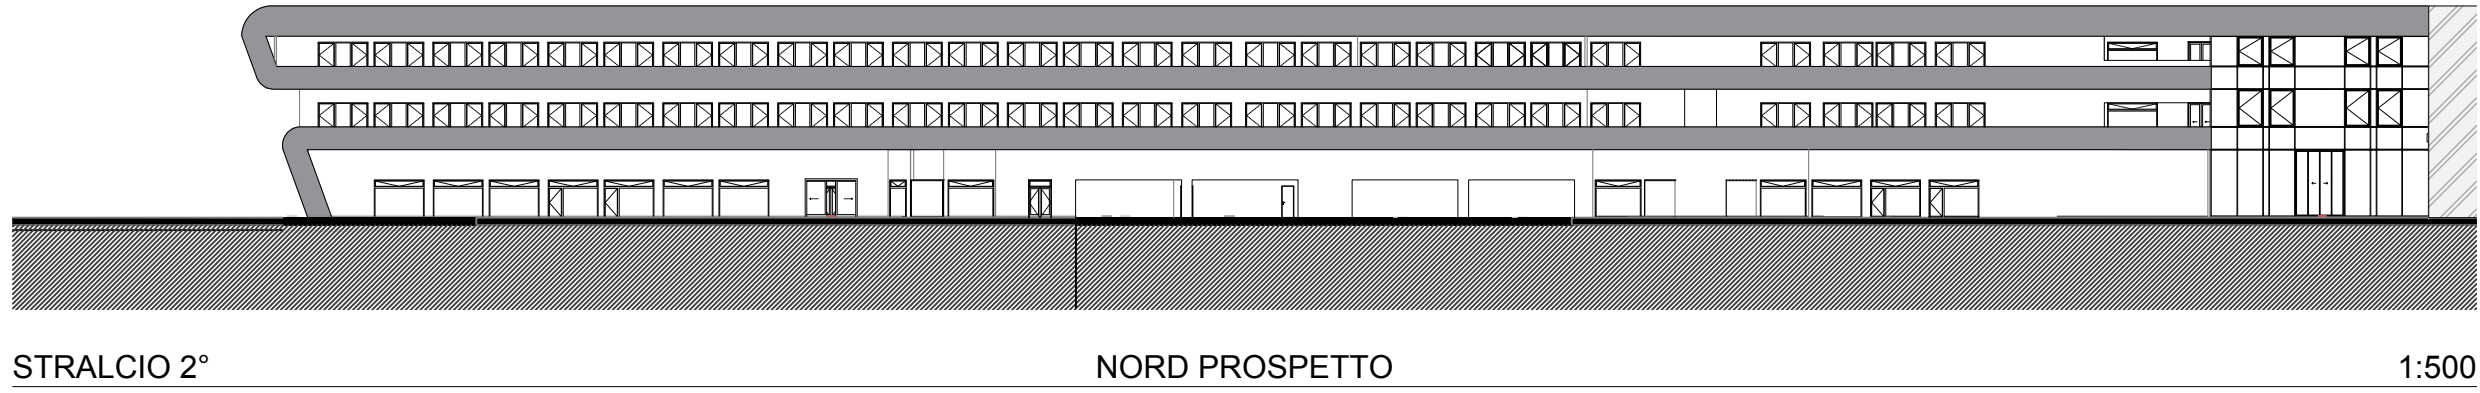 STRALCIO 2° NORD PROSPETTO 1:500